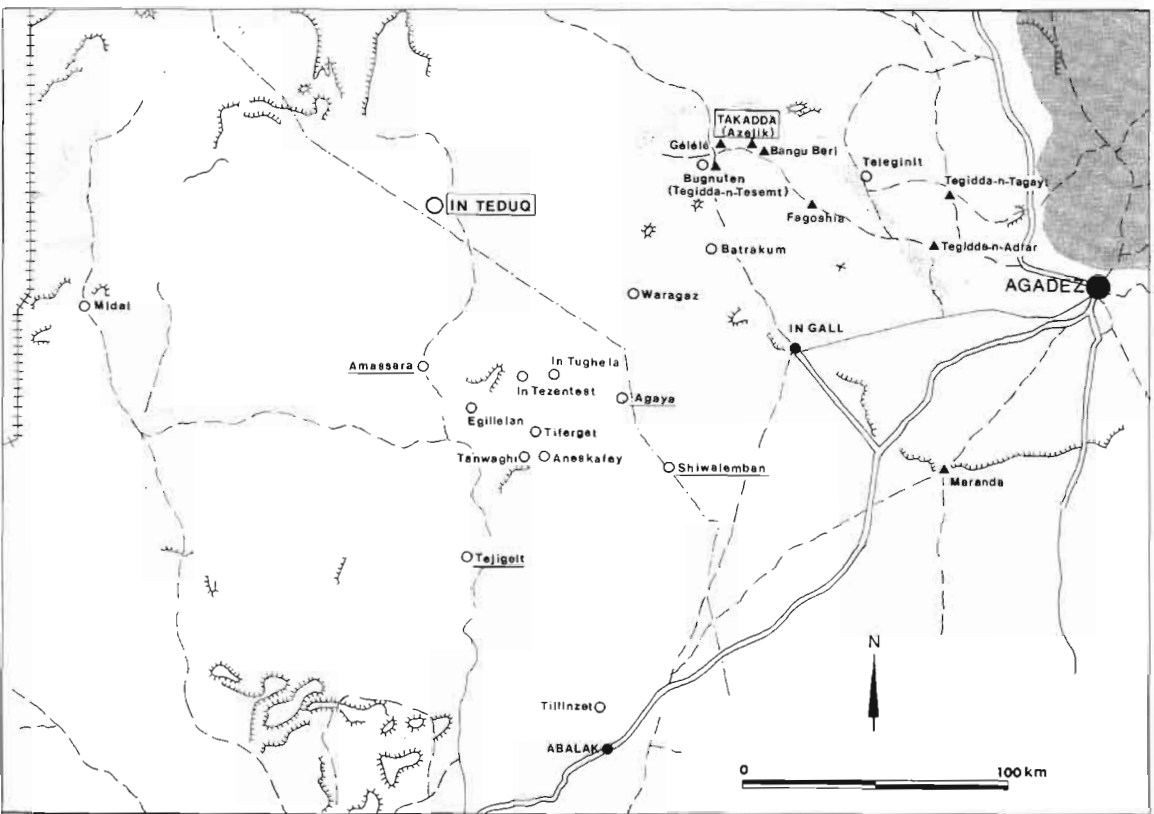 TAKADDA
(Azelik)
Gélélé
Bangu Beri
Bugnuten
(Tegidda-n-Tesemt)
Teleginit
Tegidda-n-Tagayt
Fagoshia
Tegidda-n-Adrar
IN TEDUQ
Batrakum
AGADEZ
Midal
Waragaz
IN GALL
Amassara
In Tughela
In Tezentest
Agaya
Egillelan
Tiferget
Tanwaghi
Aneskafey
Shiwalemban
Maranda
Tejigelt
N
Tiltinzet
ABALAK
0
100 km